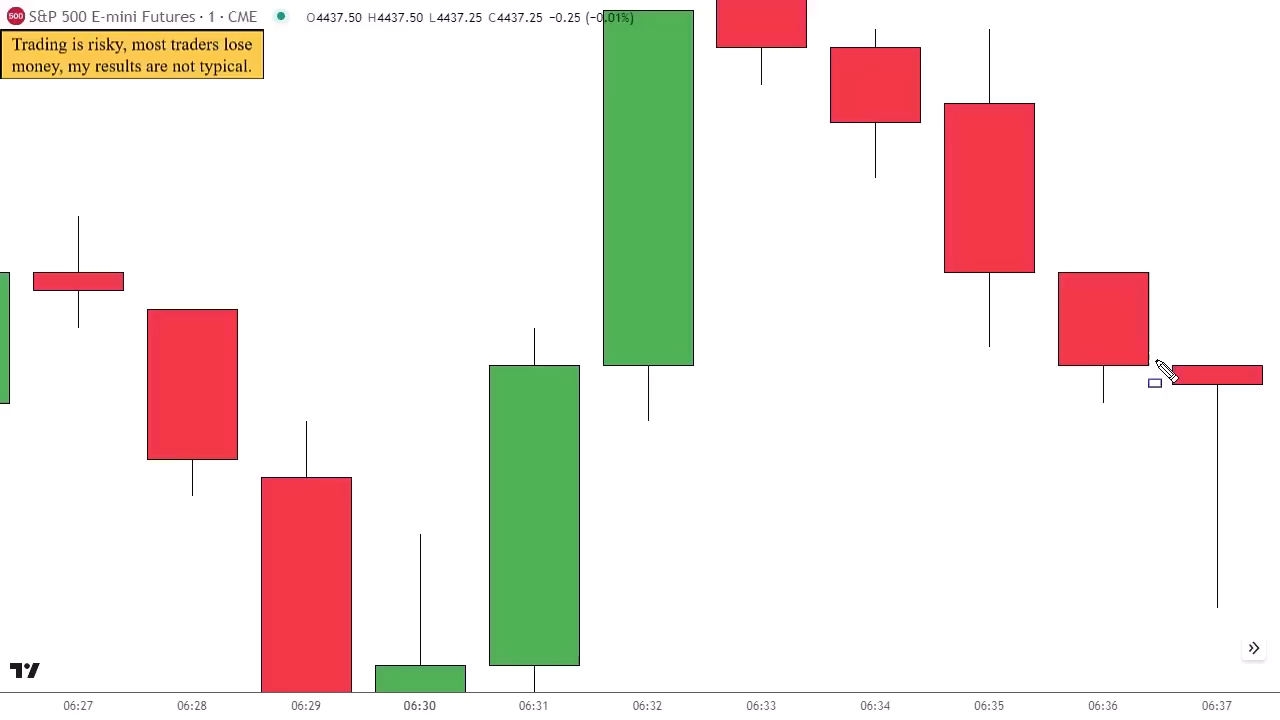 500 S&P 500 E-mini Futures · 1 · CME O4437.50 H4437.50 L4437.25 C4437.25 −0.25 (−0.01%)
Trading is risky, most traders lose
money, my results are not typical.
06:27 06:28 06:29 06:30 06:31 06:32 06:33 06:34 06:35 06:36 06:37